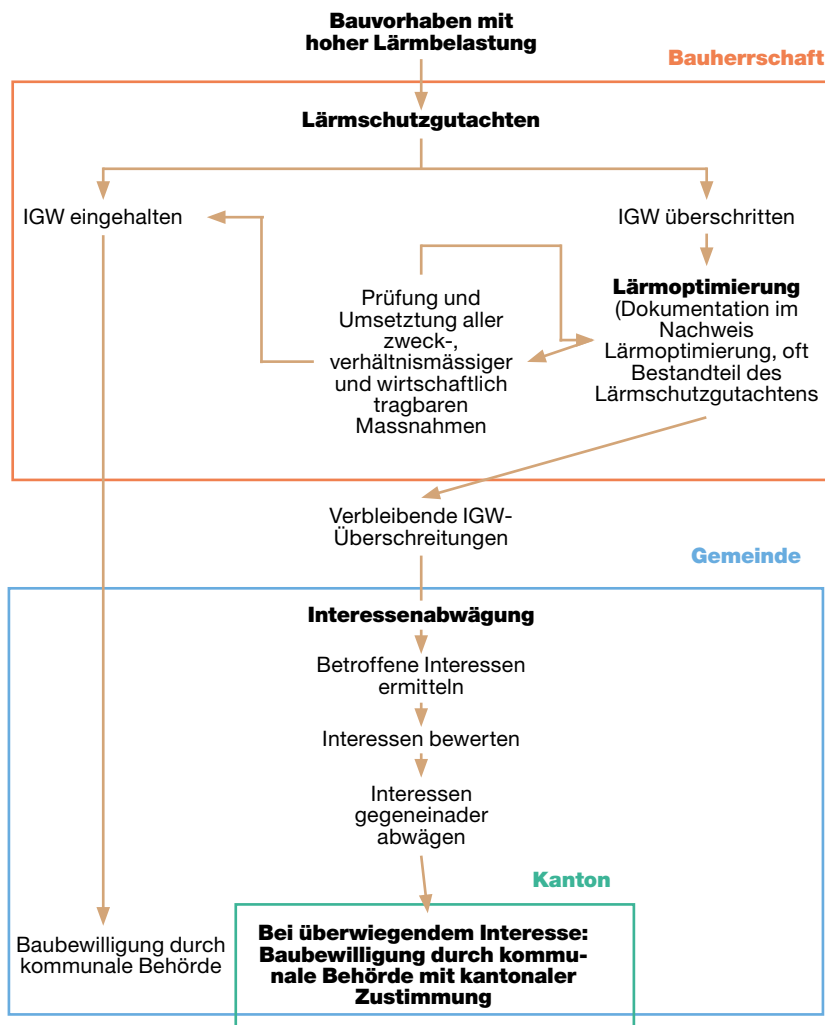 Bauvorhaben mit
hoher Lärmbelastung
Bauherrschaft
Lärmschutzgutachten
IGW eingehalten
IGW überschritten
Prüfung und
Umsetztung aller
zweck-,
verhältnismässiger
und wirtschaftlich
tragbaren
Massnahmen
Lärmoptimierung
(Dokumentation im
Nachweis
Lärmoptimierung, oft
Bestandteil des
Lärmschutzgutachtens
Verbleibende IGW-
Überschreitungen
Gemeinde
Interessenabwägung
Betroffene Interessen
ermitteln
Interessen bewerten
Interessen
gegeneinader
abwägen
Kanton
Baubewilligung durch
kommunale Behörde
Bei überwiegendem Interesse:
Baubewilligung durch kommu-
nale Behörde mit kantonaler
Zustimmung